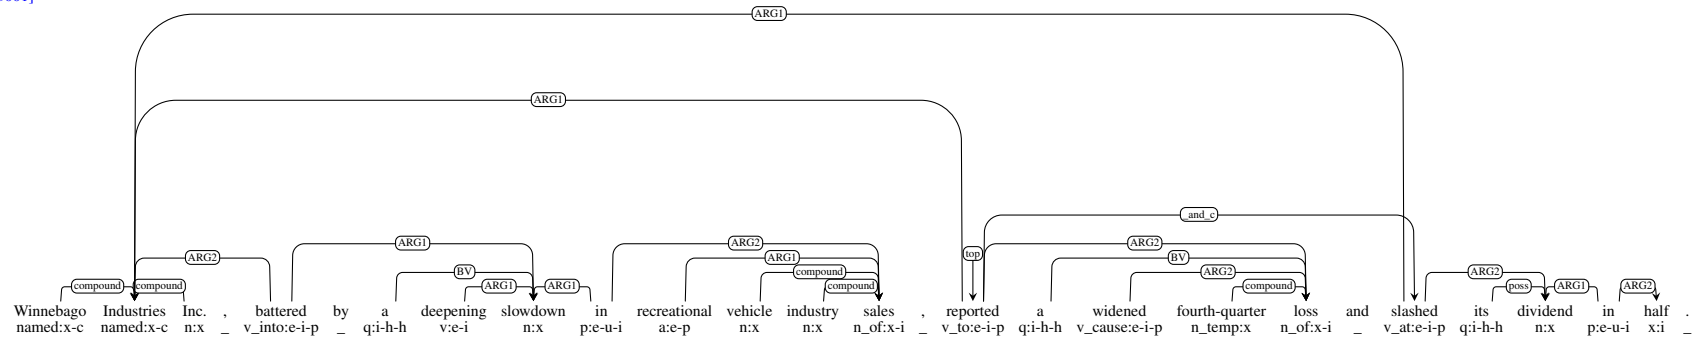 ARG1
ARG1
_and_c
ARG1 ARG2 top ARG2
ARG2 ARG1 BV
BV compound ARG2 ARG2
compound compound ARG1 ARG1 compound compound poss ARG1 ARG2
Winnebago Industries Inc. , battered by a deepening slowdown in recreational vehicle industry sales , reported a widened fourth-quarter loss and slashed its dividend in half .
named:x-c named:x-c n:x _ v_into:e-i-p _ q:i-h-h v:e-i n:x p:e-u-i a:e-p n:x n:x n_of:x-i _ v_to:e-i-p q:i-h-h v_cause:e-i-p n_temp:x n_of:x-i _ v_at:e-i-p q:i-h-h n:x p:e-u-i x:i _